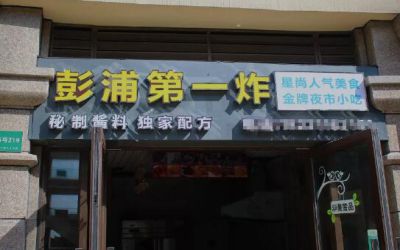 彭浦第一炸
星尚人气美食
金牌夜市小吃
秘制酱料 独家配方